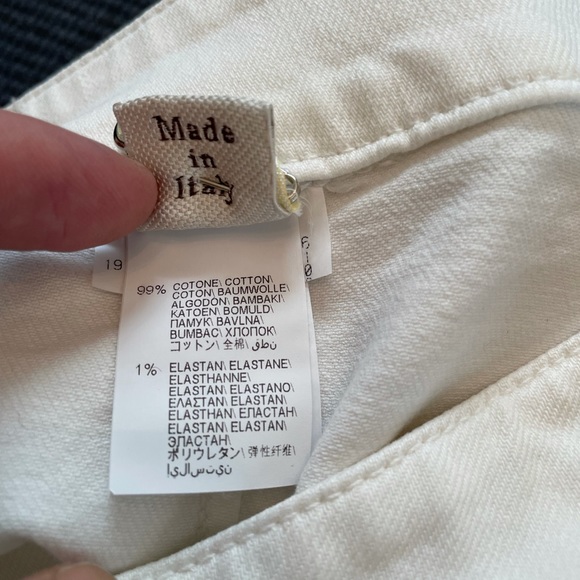 Made
in
Italy
19
99% COTONE\ COTTON\
COTON\ BAUMWOLLE\
ALGODON\ BAMBAKI\
KATOEN\ BOMULD\
ПАМУК\ BAVLNA\
BUMBAC\ ХЛОПОК\
コットン\ 全棉\ قطن
1% ELASTAN\ ELASTANE\
ELASTHANNE\
ELASTAN\ ELASTANO\
ΕΛΑΣΤΑΝ\ ELASTAN\
ELASTHAN\ ЕЛАСТАН\
ELASTAN\ ELASTAN\
ЭЛАСТАН\
ポリウレタン\ 弹性纤维\
إيلاستين\